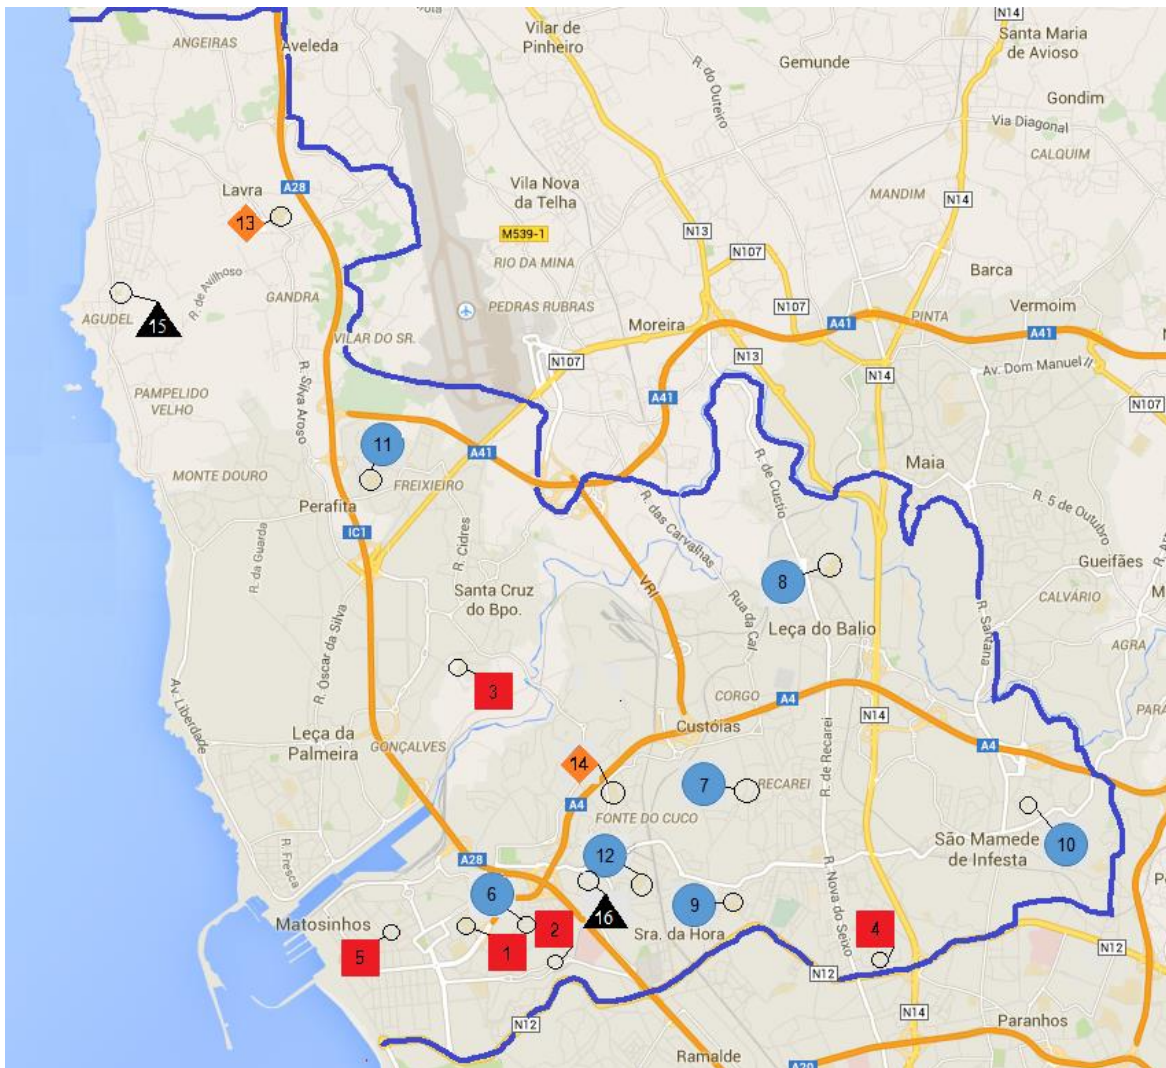 N14
Vilar de
Pinheiro
Santa Maria
de Avioso
ANGEIRAS
Aveleda
Gemunde
R. do Outeiro
Gondim
Via Diagonal
CALQUIM
A28
Lavra
Vila Nova
da Telha
MANDIM
N14
13
M539-1
N13
N107
RIO DA MINA
Barca
R. de Avilhoso
GANDRA
PEDRAS RUBRAS
N107
Vermoim
AGUDEL
15
Moreira
A41
PINTA
A41
VILAR DO SR.
N107
N13
N14
Av. Dom Manuel II
R. Silva Aroso
PAMPELIDO
VELHO
A41
N107
11
A41
MONTE DOURO
FREIXIEIRO
Maia
R. de Custio
Perafita
R. 5 de Outubro
IC1
R. da Guarda
R. Cidres
R. das Carvalhas
Gueifães
VRI
8
Santa Cruz
do Bpo.
Rua da Cal
CALVÁRIO
R. Óscar da Silva
Leça do Balio
R. Santana
AGRA
3
CORGO
A4
Av. Liberdade
N14
Custóias
Leça da
Palmeira
GONÇALVES
R. de Recarei
A4
14
7
RECAREI
A4
FONTE DO CUCO
São Mamede
de Infesta
10
R. Fresca
A28
12
6
R. Nova do Seixo
9
16
Matosinhos
2
4
Sra. da Hora
5
1
N12
N12
N14
N12
Paranhos
Ramalde
A20